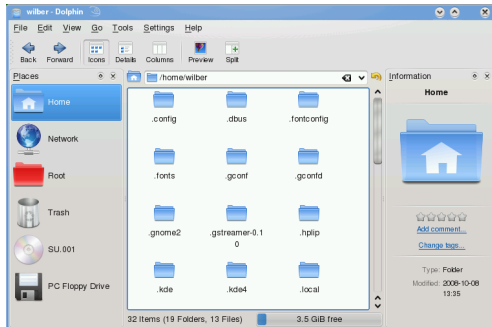 wilber - Dolphin
File Edit View Go Tools Settings Help
Back Forward Icons Details Columns Preview Split
Places
/home/wilber
Information
Home
Network
Root
Trash
SU.001
PC Floppy Drive
.config .dbus .fontconfig
.fonts .gconf .gconfd
.gnome2 .gstreamer-0.1
0 .hplip
.kde .kde4 .local
32 Items (19 Folders, 13 Files) 3.5 GiB free
Home
Add comment...
Change tags...
Type: Folder
Modified: 2008-10-08
13:35